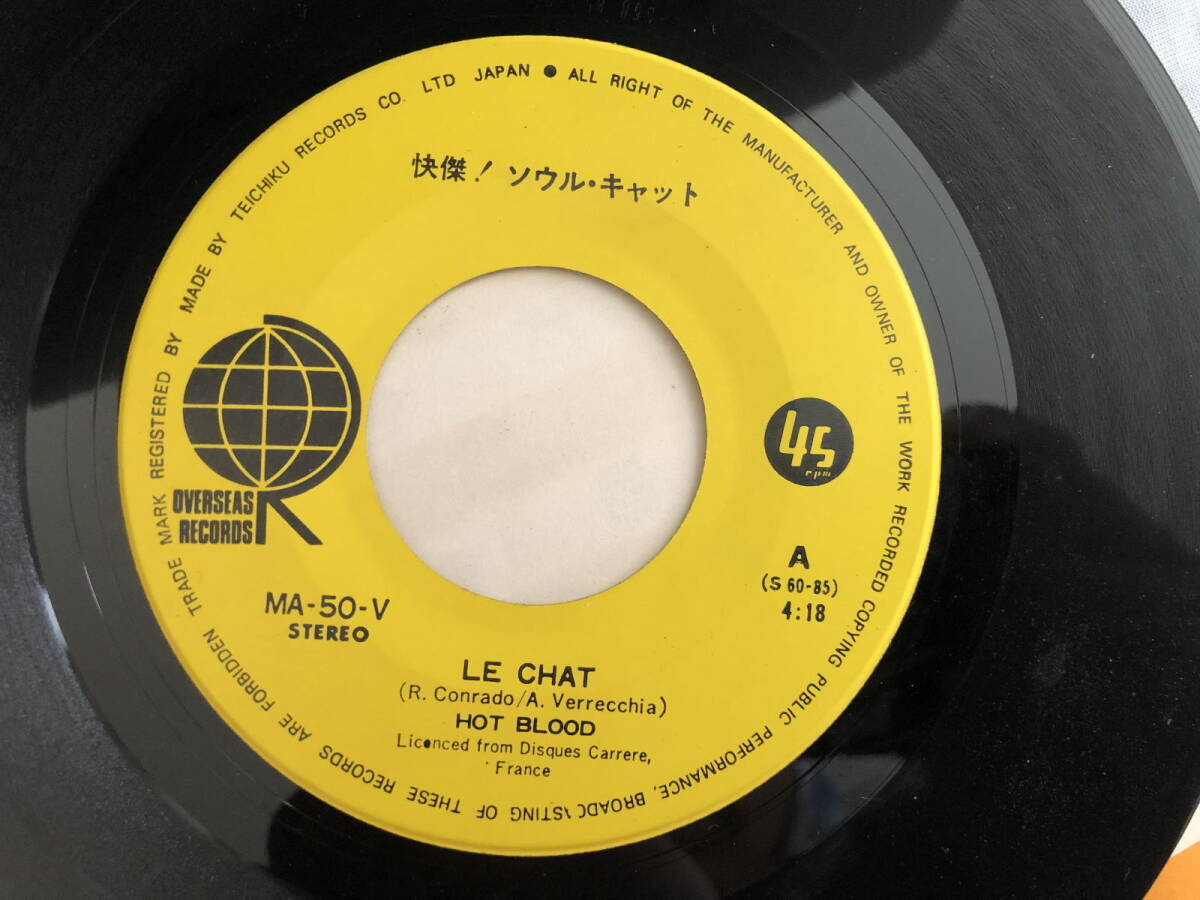 快傑！ソウル・キャット
TRADE MARK REGISTERED BY MADE BY TEICHIKU RECORDS CO. LTD JAPAN ● ALL RIGHT OF THE MANUFACTURER AND OWNER OF THE WORK RECORDED COPYING PUBLIC PERFORMANCE, BROADCASTING OF THESE RECORDS ARE FORBIDDEN
OVERSEAS
RECORDS
45
rpm
MA-50-V
STEREO
A
(S 60-85)
4:18
LE CHAT
(R. Conrado/A. Verrecchia)
HOT BLOOD
Licenced from Disques Carrere,
France